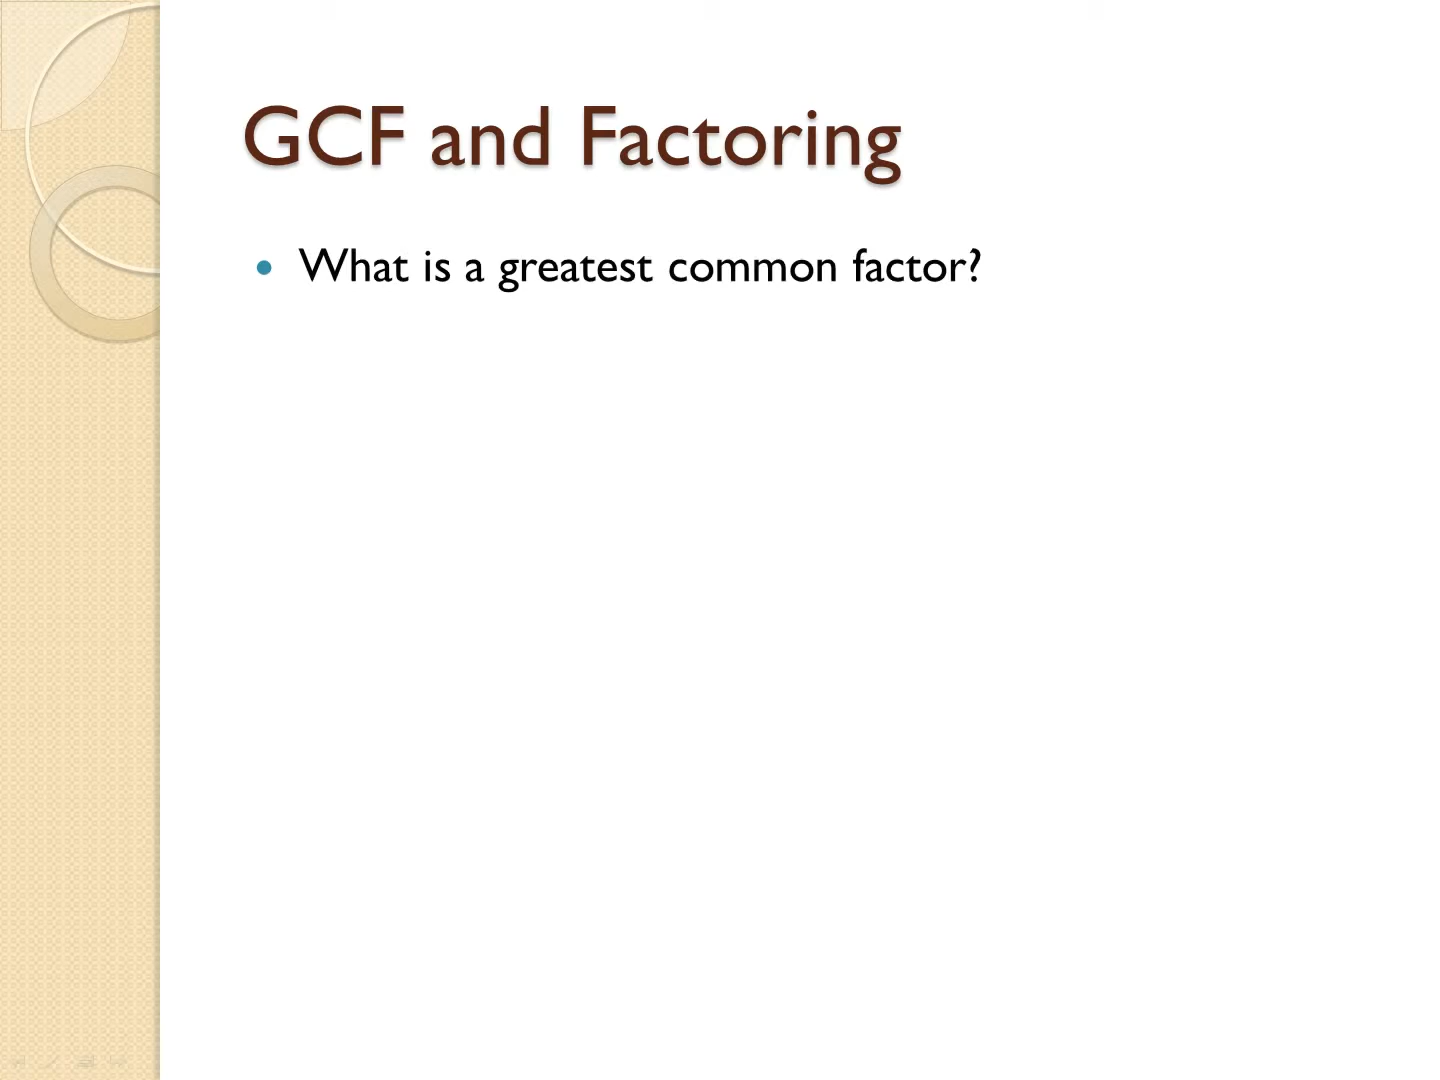 GCF and Factoring
• What is a greatest common factor?